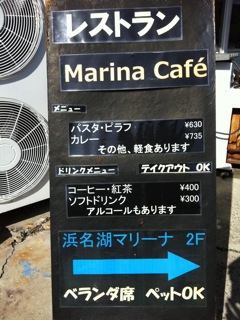 レストラン
Marina Café
メニュー
パスタ・ピラフ ¥630
カレー ¥735
その他、軽食あります
ドリンクメニュー テイクアウト OK
コーヒー・紅茶 ¥400
ソフトドリンク ¥300
アルコールもあります
浜名湖マリーナ 2F
ベランダ席 ペットOK